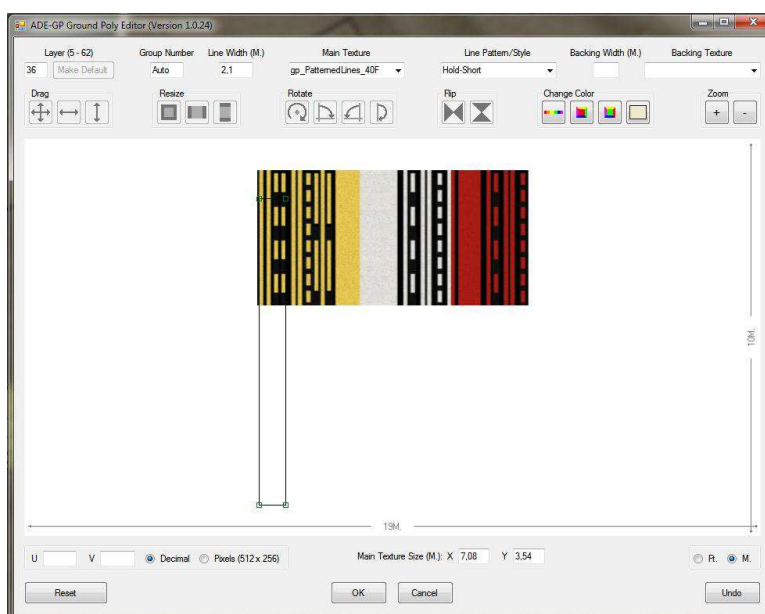 ADE-GP Ground Poly Editor (Version 1.0.24)
Layer (5 - 62) Group Number Line Width (M.) Main Texture Line Pattern/Style Backing Width (M.) Backing Texture
36 Make Default Auto 2,1 gp_PatternedLines_40F Hold-Short
Drag Resize Rotate Flip Change Color Zoom
+ -
10M.
19M.
U V Decimal Pixels (512 x 256) Main Texture Size (M.): X 7,08 Y 3,54 Ft. M.
Reset OK Cancel Undo